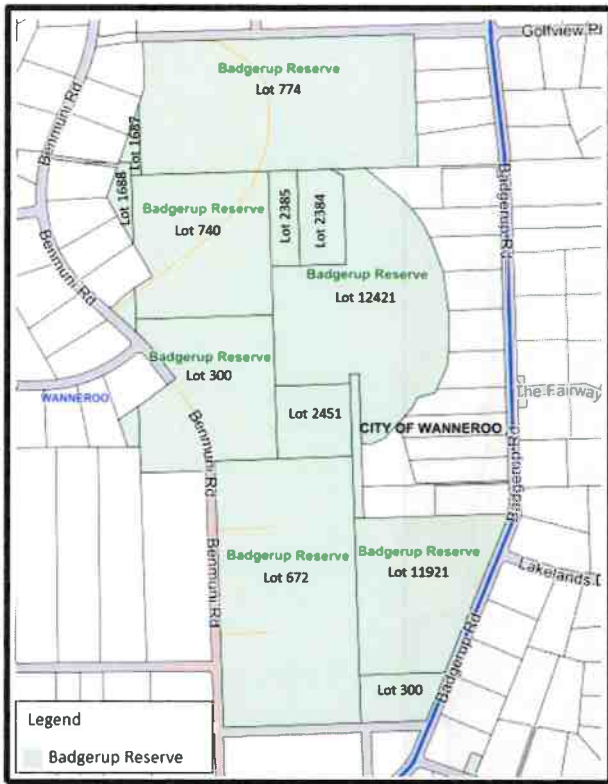 Golfview Pl
Badgerup Reserve
Lot 774
Benmuni Rd
Lot 1687
Lot 1688
Badgerup Reserve
Lot 740
Lot 2385
Lot 2384
Badgerup Rd
Badgerup Reserve
Lot 12421
Benmuni Rd
Badgerup Reserve
Lot 300
WANNEROO
The Fairway
Lot 2451
CITY OF WANNEROO
Benmuni Rd
Badgerup Rd
Badgerup Reserve
Lot 672
Badgerup Reserve
Lot 11921
Benmuni Rd
Lakelands D
Badgerup Rd
Lot 300
Legend
Badgerup Reserve